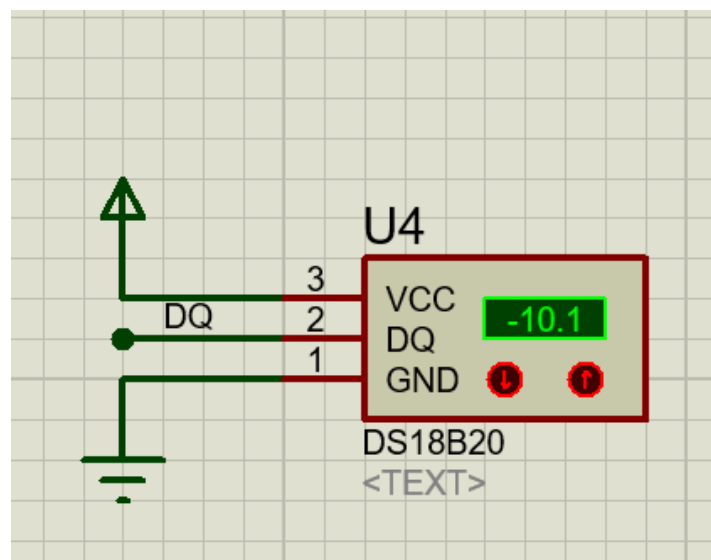 U4
3
VCC
DQ
2
-10.1
DQ
1
GND
DS18B20
<TEXT>